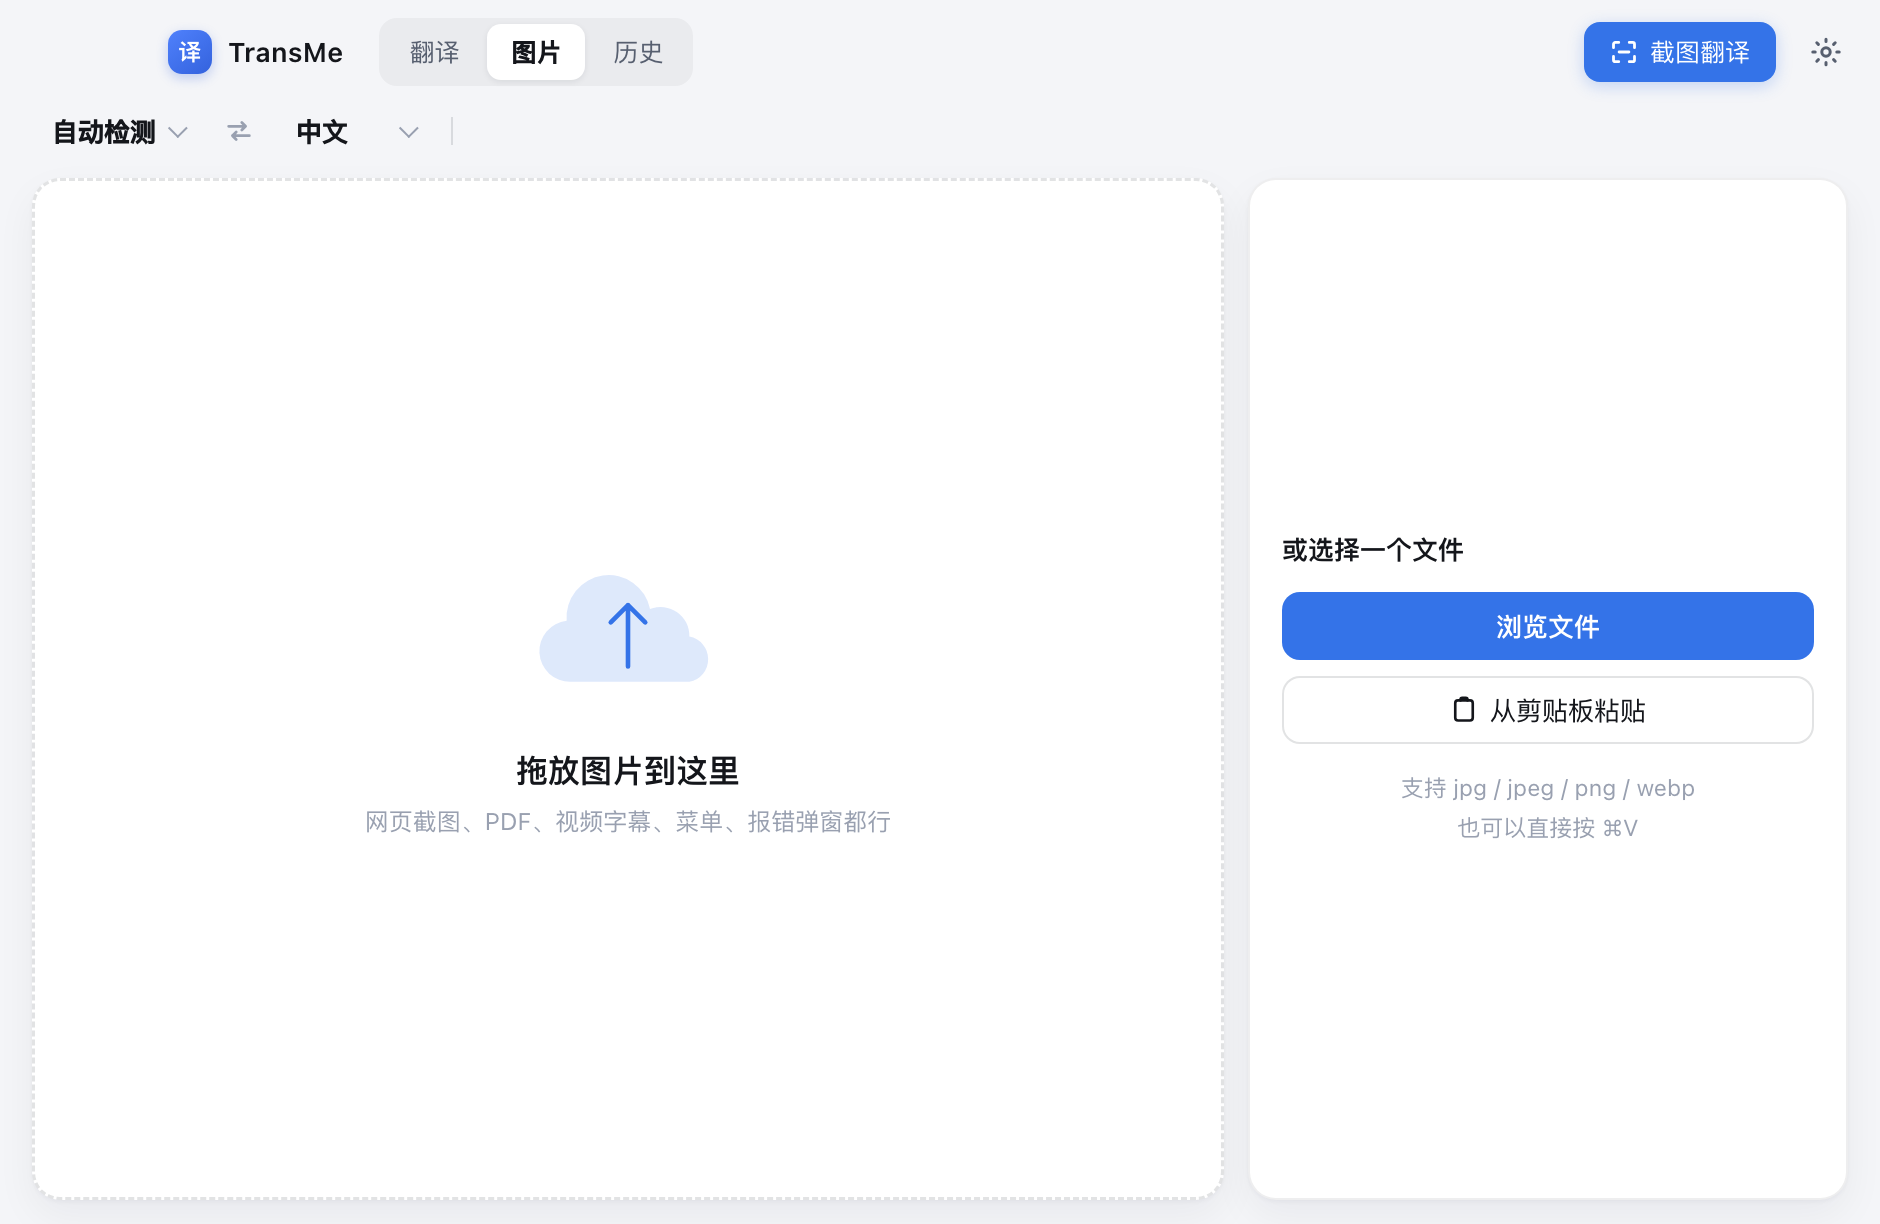 译 TransMe 翻译 图片 历史 截图翻译
自动检测 中文
拖放图片到这里
网页截图、PDF、视频字幕、菜单、报错弹窗都行
或选择一个文件
浏览文件
从剪贴板粘贴
支持 jpg / jpeg / png / webp
也可以直接按 ⌘V